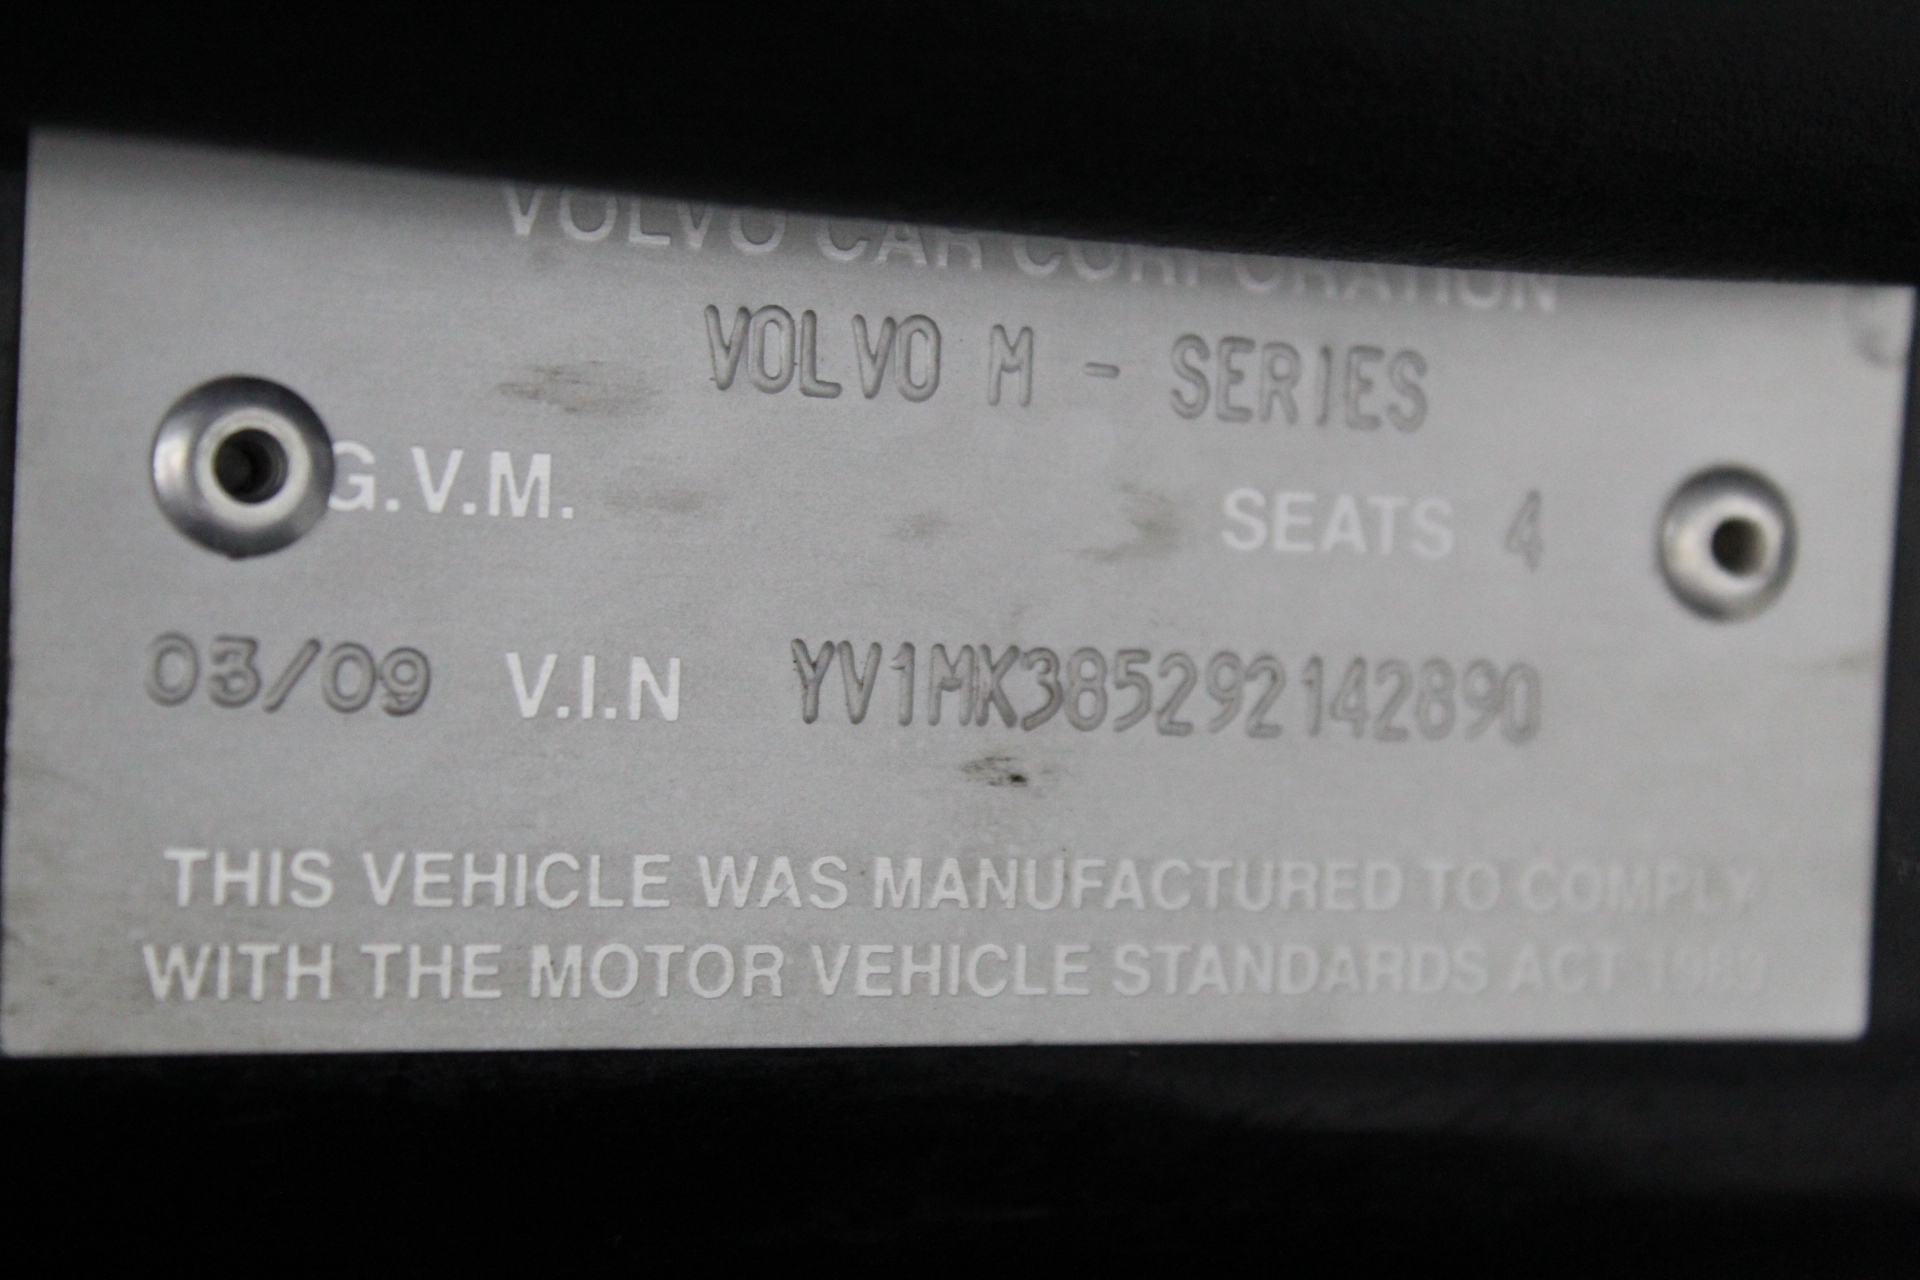 VOLVO CAR CORPORATION
VOLVO M - SERIES
G.V.M. SEATS 4
03/09 V.I.N YV1MK385292142890
THIS VEHICLE WAS MANUFACTURED TO COMPLY
WITH THE MOTOR VEHICLE STANDARDS ACT 1989